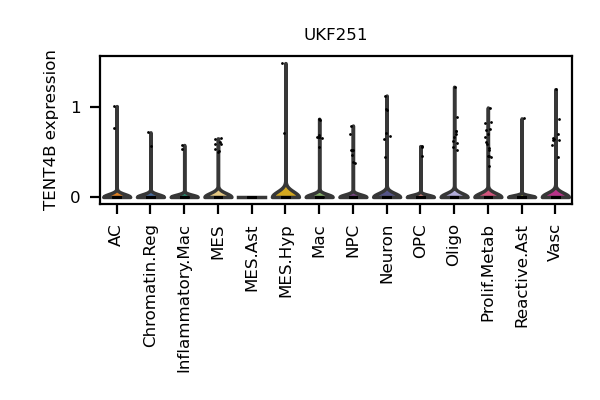 UKF251
TENT4B expression
1
0
AC
Chromatin.Reg
Inflammatory.Mac
MES
MES.Ast
MES.Hyp
Mac
NPC
Neuron
OPC
Oligo
Prolif.Metab
Reactive.Ast
Vasc